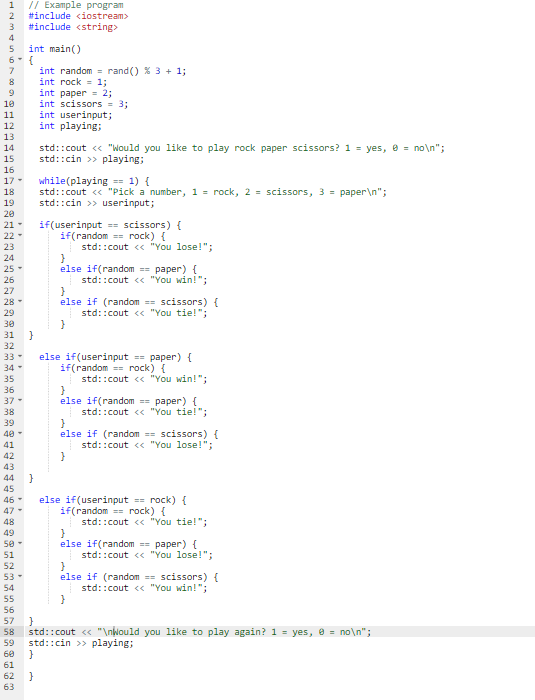 1 // Example program
2 #include <iostream>
3 #include <string>
4
5 int main()
6 {
7 int random = rand() % 3 + 1;
8 int rock = 1;
9 int paper = 2;
10 int scissors = 3;
11 int userinput;
12 int playing;
13
14 std::cout << "Would you like to play rock paper scissors? 1 = yes, 0 = no\n";
15 std::cin >> playing;
16
17 while(playing == 1) {
18 std::cout << "Pick a number, 1 = rock, 2 = scissors, 3 = paper\n";
19 std::cin >> userinput;
20
21 if(userinput == scissors) {
22 if(random == rock) {
23 std::cout << "You lose!";
24 }
25 else if(random == paper) {
26 std::cout << "You win!";
27 }
28 else if (random == scissors) {
29 std::cout << "You tie!";
30 }
31 }
32
33 else if(userinput == paper) {
34 if(random == rock) {
35 std::cout << "You win!";
36 }
37 else if(random == paper) {
38 std::cout << "You tie!";
39 }
40 else if (random == scissors) {
41 std::cout << "You lose!";
42 }
43
44 }
45
46 else if(userinput == rock) {
47 if(random == rock) {
48 std::cout << "You tie!";
49 }
50 else if(random == paper) {
51 std::cout << "You lose!";
52 }
53 else if (random == scissors) {
54 std::cout << "You win!";
55 }
56
57 }
58 std::cout << "\nWould you like to play again? 1 = yes, 0 = no\n";
59 std::cin >> playing;
60 }
61
62 }
63